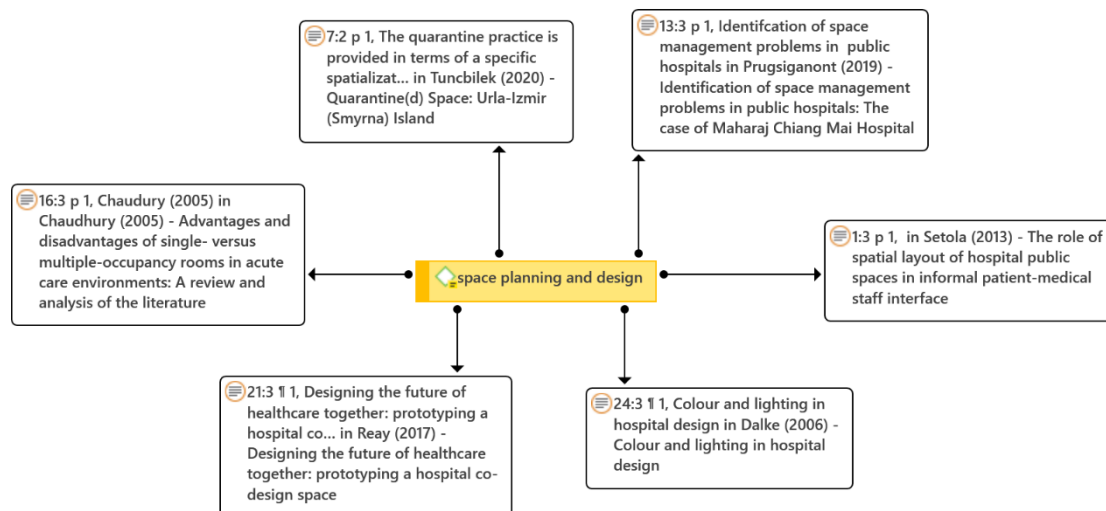 7:2 p 1, The quarantine practice is
provided in terms of a specific
spatializat... in Tuncbilek (2020) -
Quarantine(d) Space: Urla-Izmir
(Smyrna) Island
13:3 p 1, Identifcation of space
management problems in public
hospitals in Prugsiganont (2019) -
Identification of space management
problems in public hospitals: The
case of Maharaj Chiang Mai Hospital
16:3 p 1, Chaudury (2005) in
Chaudhury (2005) - Advantages and
disadvantages of single- versus
multiple-occupancy rooms in acute
care environments: A review and
analysis of the literature
space planning and design
1:3 p 1, in Setola (2013) - The role of
spatial layout of hospital public
spaces in informal patient-medical
staff interface
21:3 ¶ 1, Designing the future of
healthcare together: prototyping a
hospital co... in Reay (2017) -
Designing the future of healthcare
together: prototyping a hospital co-
design space
24:3 ¶ 1, Colour and lighting in
hospital design in Dalke (2006) -
Colour and lighting in hospital
design